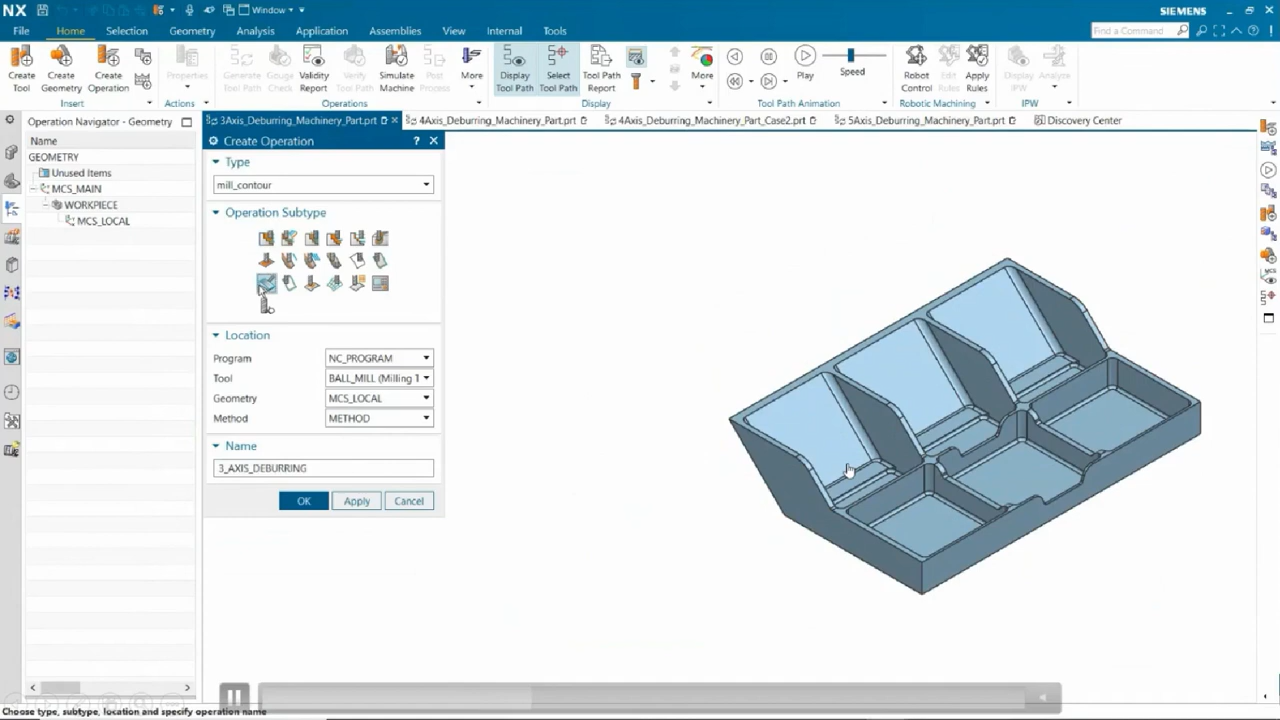 NX
Window
SIEMENS
File
Home
Selection
Geometry
Analysis
Application
Assemblies
View
Internal
Tools
Find a Command
Create Tool
Create Geometry
Create Operation
Properties
Generate Tool Path
Gouge Check
Validity Report
Verify Tool Path
Simulate Machine
Post Process
More
Display Tool Path
Select Tool Path
Tool Path Report
More
Play
Speed
Robot Control
Edit Rules
Apply Rules
Display IPW
Analyze
Insert
Actions
Operations
Display
Tool Path Animation
Robotic Machining
IPW
Operation Navigator - Geometry
3Axis_Deburring_Machinery_Part.prt
4Axis_Deburring_Machinery_Part.prt
4Axis_Deburring_Machinery_Part_Case2.prt
5Axis_Deburring_Machinery_Part.prt
Discovery Center
Name
GEOMETRY
Unused Items
MCS_MAIN
WORKPIECE
MCS_LOCAL
Create Operation
Type
mill_contour
Operation Subtype
Location
Program NC_PROGRAM
Tool BALL_MILL (Milling 1
Geometry MCS_LOCAL
Method METHOD
Name
3_AXIS_DEBURRING
OK Apply Cancel
Choose type, subtype, location and specify operation name